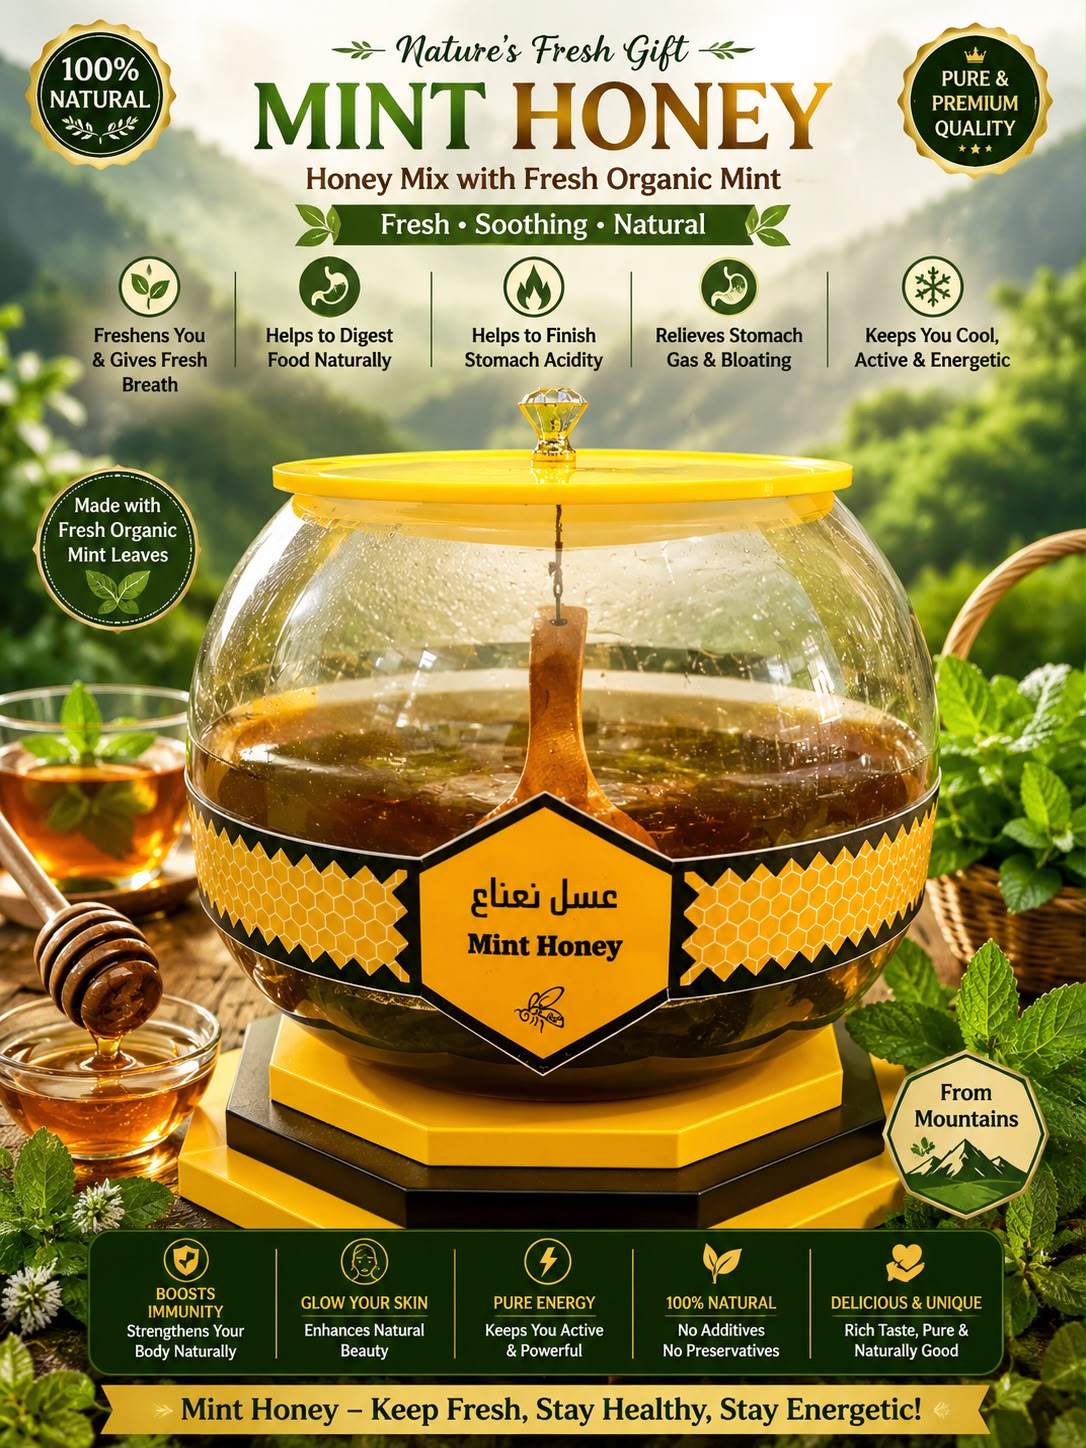 100%
NATURAL
Nature's Fresh Gift
MINT HONEY
Honey Mix with Fresh Organic Mint
Fresh • Soothing • Natural
PURE &
PREMIUM
QUALITY
Freshens You
& Gives Fresh
Breath
Helps to Digest
Food Naturally
Helps to Finish
Stomach Acidity
Relieves Stomach
Gas & Bloating
Keeps You Cool,
Active & Energetic
Made with
Fresh Organic
Mint Leaves
عسل نعناع
Mint Honey
From
Mountains
BOOSTS
IMMUNITY
Strengthens Your
Body Naturally
GLOW YOUR SKIN
Enhances Natural
Beauty
PURE ENERGY
Keeps You Active
& Powerful
100% NATURAL
No Additives
No Preservatives
DELICIOUS & UNIQUE
Rich Taste, Pure &
Naturally Good
Mint Honey – Keep Fresh, Stay Healthy, Stay Energetic!